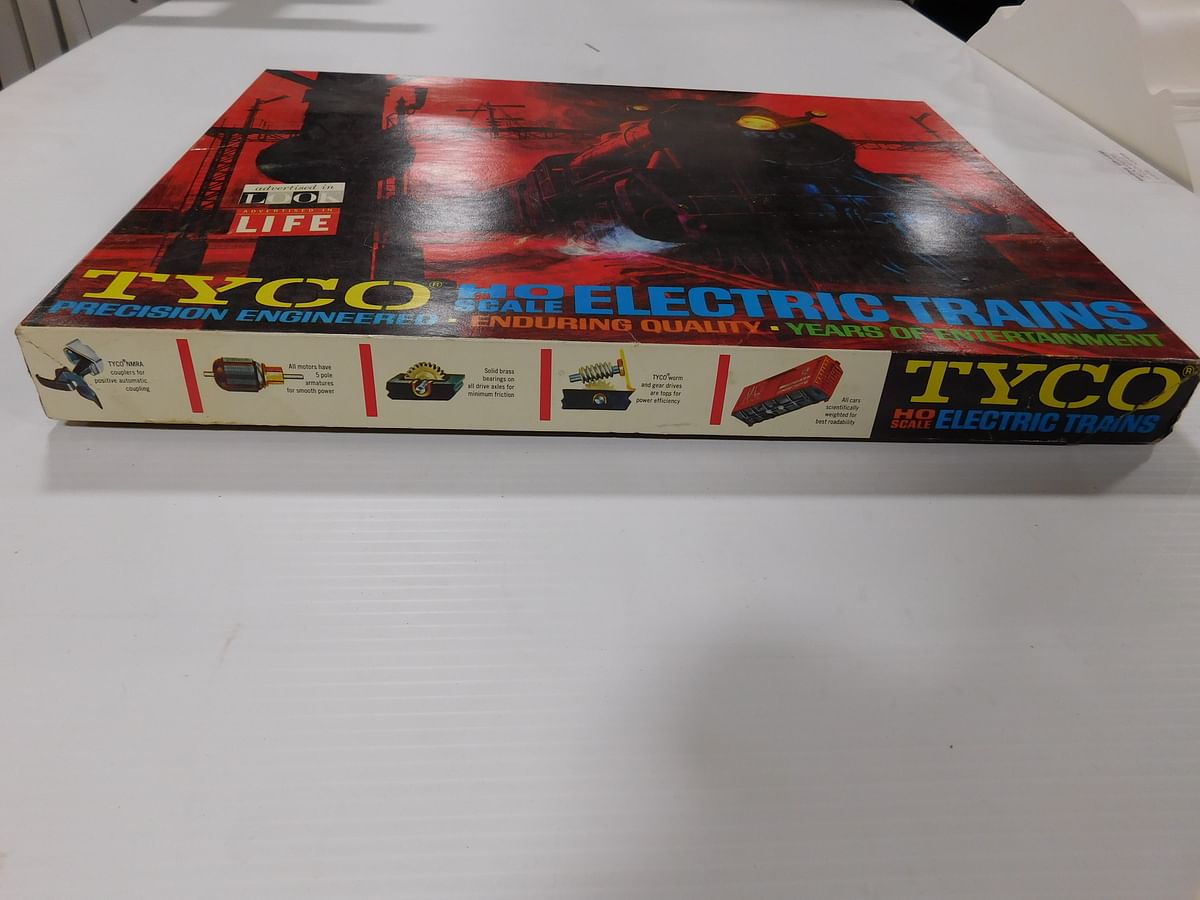 advertised in
LOOK
ADVERTISED IN
LIFE
TYCO® HO SCALE ELECTRIC TRAINS
PRECISION ENGINEERED · ENDURING QUALITY · YEARS OF ENTERTAINMENT
TYCO® NMRA
couplers for
positive automatic
coupling
All motors have
5 pole
armatures
for smooth power
Solid brass
bearings on
all drive axles for
minimum friction
TYCO® worm
and gear drives
are tops for
power efficiency
All cars
scientifically
weighted for
best roadability
TYCO®
HO SCALE ELECTRIC TRAINS